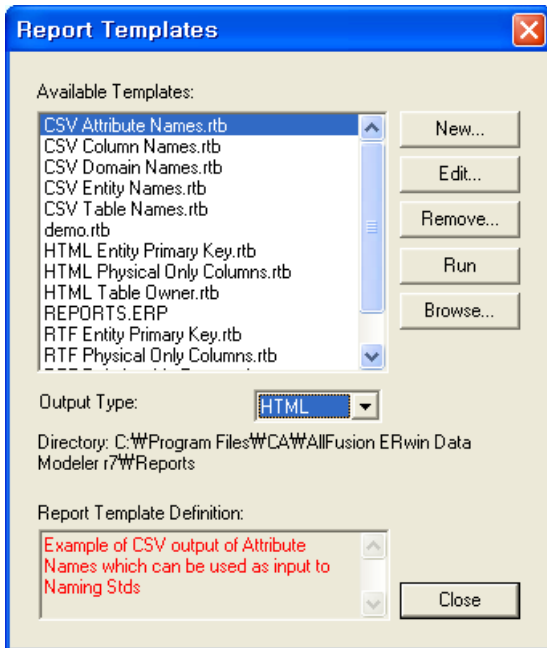 Report Templates
Available Templates:
CSV Attribute Names.rtb
CSV Column Names.rtb
CSV Domain Names.rtb
CSV Entity Names.rtb
CSV Table Names.rtb
demo.rtb
HTML Entity Primary Key.rtb
HTML Physical Only Columns.rtb
HTML Table Owner.rtb
REPORTS.ERP
RTF Entity Primary Key.rtb
RTF Physical Only Columns.rtb
New...
Edit...
Remove...
Run
Browse...
Output Type:
HTML
Directory: C:₩Program Files₩CA₩AllFusion ERwin Data
Modeler r7₩Reports
Report Template Definition:
Example of CSV output of Attribute
Names which can be used as input to
Naming Stds
Close